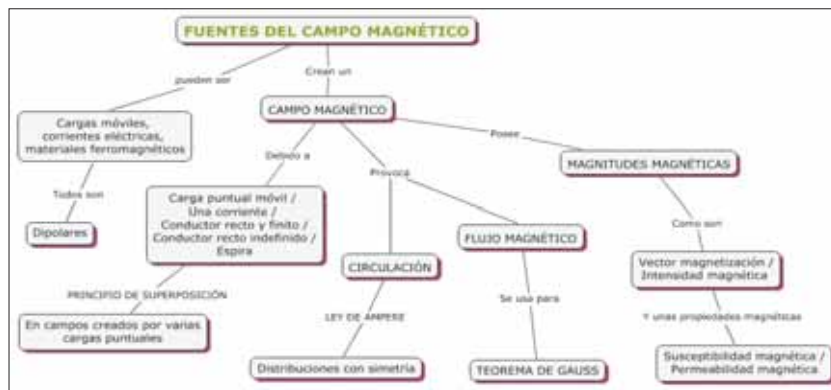 FUENTES DEL CAMPO MAGNÉTICO
pueden ser
Crean un
Cargas móviles,
corrientes eléctricas,
materiales ferromagnéticos
CAMPO MAGNÉTICO
Todos son
Dipolares
Debido a
Provoca
Posee
Carga puntual móvil /
Una corriente /
Conductor recto y finito /
Conductor recto indefinido /
Espira
PRINCIPIO DE SUPERPOSICIÓN
En campos creados por varias
cargas puntuales
CIRCULACIÓN
LEY DE AMPERE
Distribuciones con simetría
FLUJO MAGNÉTICO
Se usa para
TEOREMA DE GAUSS
MAGNITUDES MAGNÉTICAS
Como son
Vector magnetización /
Intensidad magnética
Y unas propiedades magnéticas
Susceptibilidad magnética /
Permeabilidad magnética